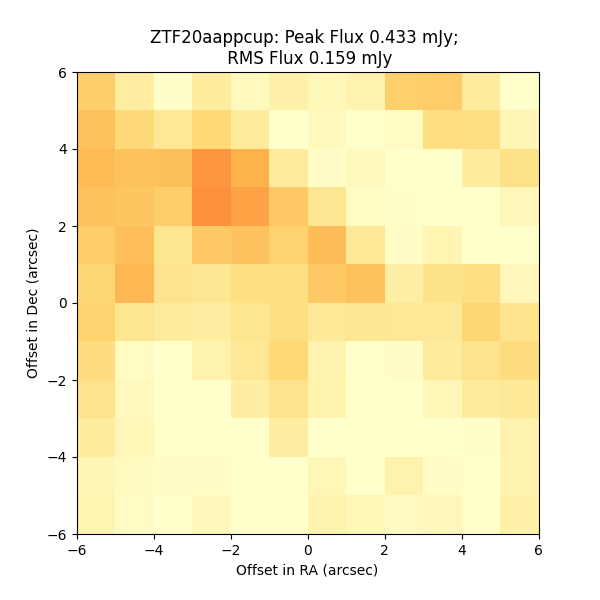 ZTF20aappcup: Peak Flux 0.433 mJy;
RMS Flux 0.159 mJy
6
4
2
0
−2
−4
−6
Offset in Dec (arcsec)
−6 −4 −2 0 2 4 6
Offset in RA (arcsec)